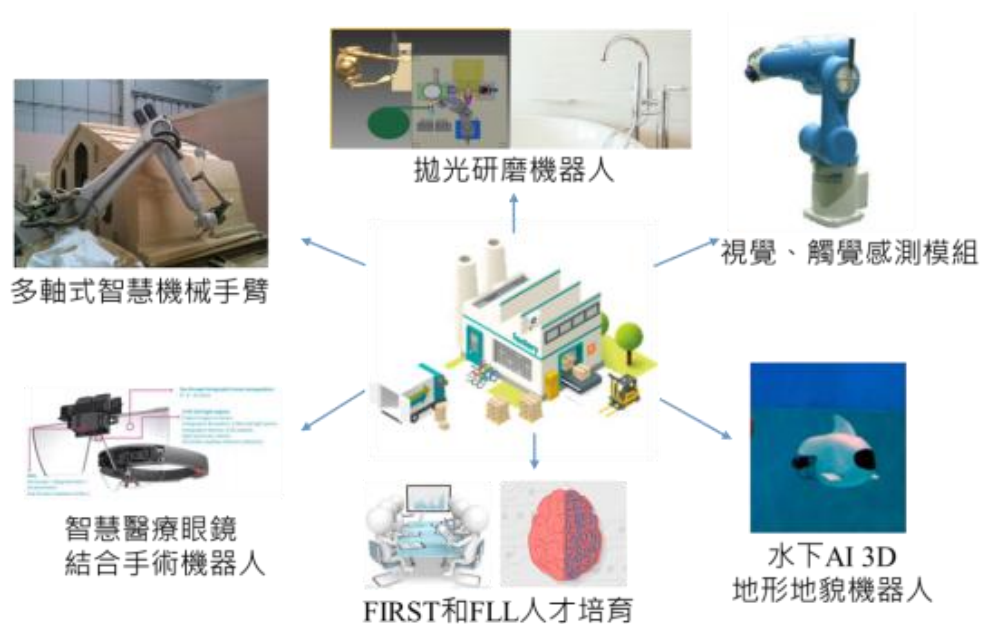 拋光研磨機器人
多軸式智慧機械手臂
視覺、觸覺感測模組
factory
智慧醫療眼鏡
結合手術機器人
FIRST和FLL人才培育
水下AI 3D
地形地貌機器人